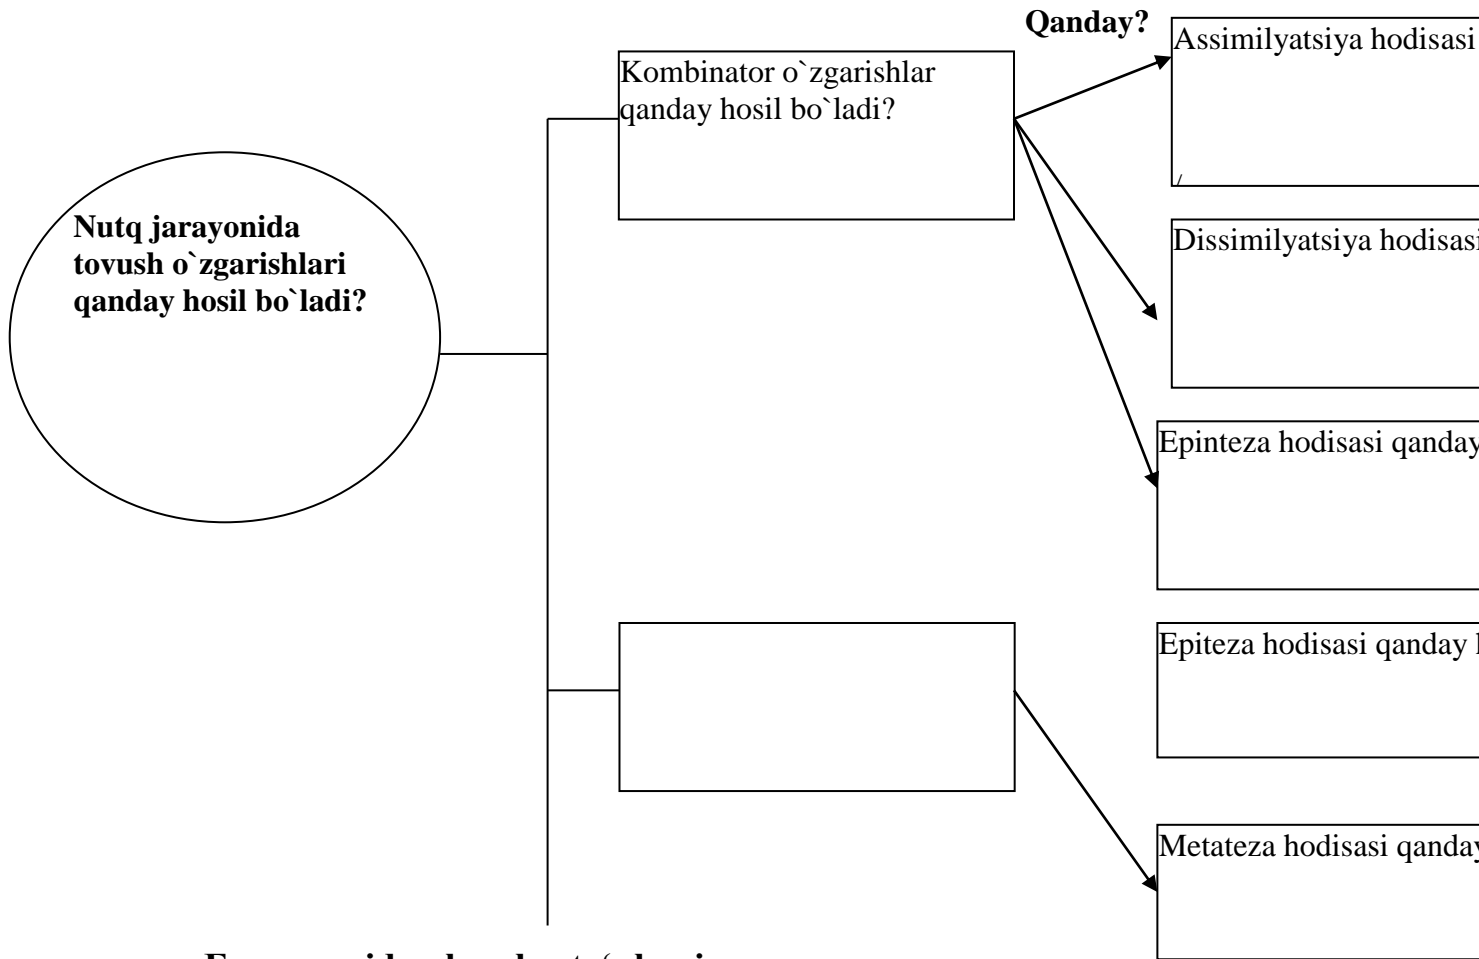 Qanday?
Assimilyatsiya hodisasi
Kombinator o`zgarishlar
qanday hosil bo`ladi?
/
Nutq jarayonida
tovush o`zgarishlari
qanday hosil bo`ladi?
Dissimilyatsiya hodisasi
Epinteza hodisasi qanday
Epiteza hodisasi qanday
Metateza hodisasi qanday